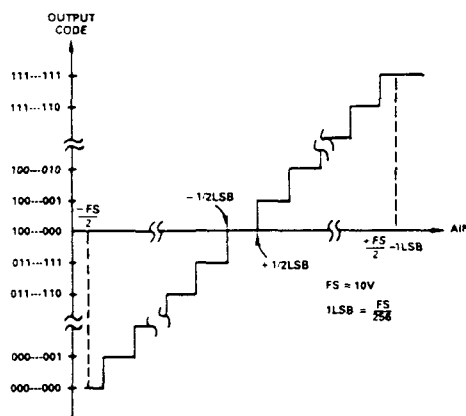 OUTPUT
CODE
111---111
111---110
100---010
100---001
100---000
011---111
011---110
000---001
000---000
-FS
2
-1/2LSB
+1/2LSB
+FS
2 -1LSB
AIN
FS = 10V
1LSB = FS
256